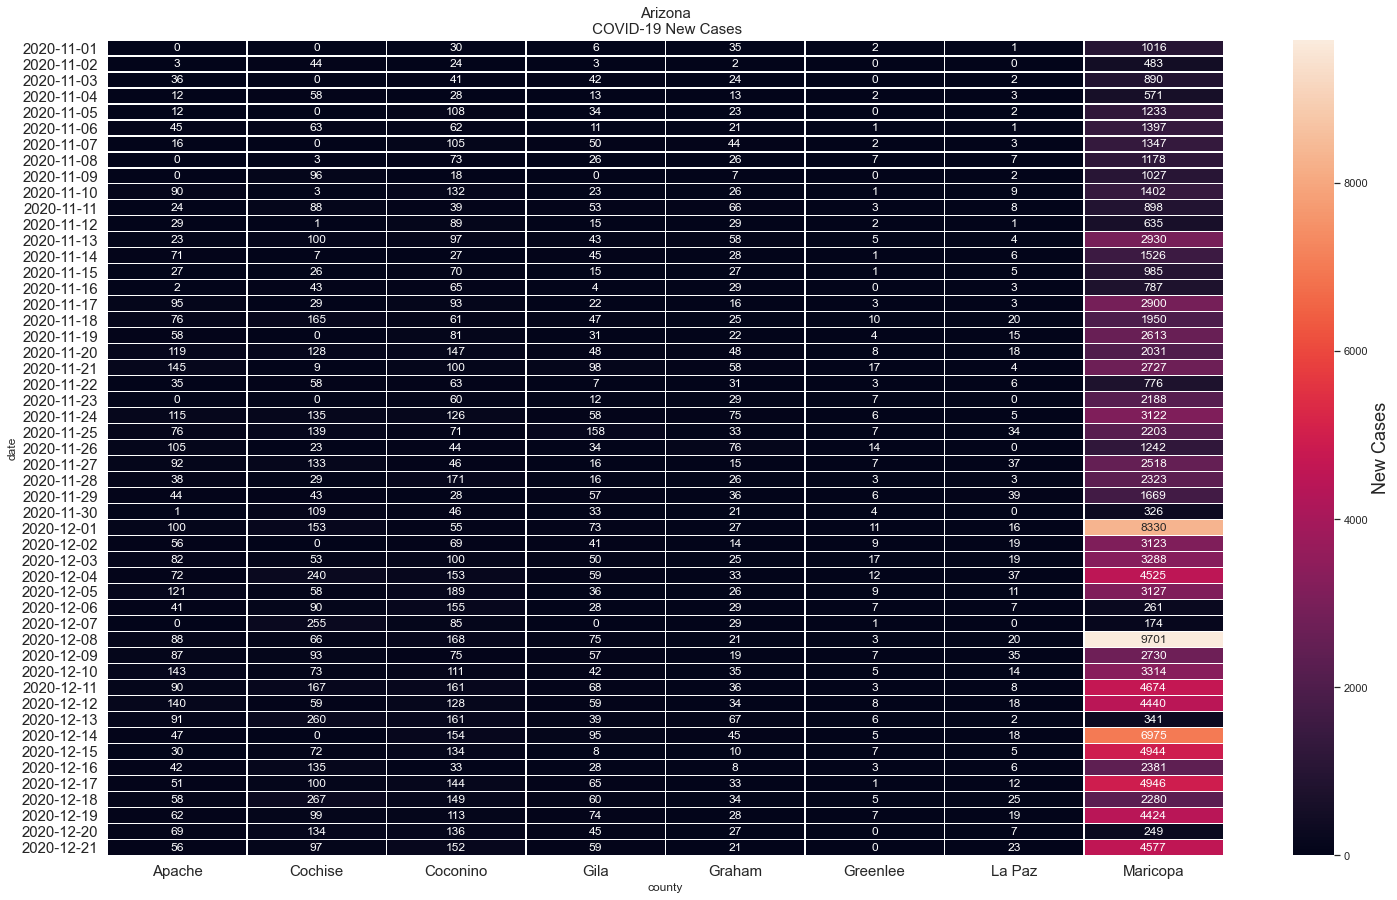 Arizona
COVID-19 New Cases
2020-11-01 0 0 30 6 35 2 1 1016
2020-11-02 3 44 24 3 2 0 0 483
2020-11-03 36 0 41 42 24 0 2 890
2020-11-04 12 58 28 13 13 2 3 571
2020-11-05 12 0 108 34 23 0 2 1233
2020-11-06 45 63 62 11 21 1 1 1397
2020-11-07 16 0 105 50 44 2 3 1347
2020-11-08 0 3 73 26 26 7 7 1178
2020-11-09 0 96 18 0 7 0 2 1027
2020-11-10 90 3 132 23 26 1 9 1402
2020-11-11 24 88 39 53 66 3 8 898
2020-11-12 29 1 89 15 29 2 1 635
2020-11-13 23 100 97 43 58 5 4 2930
2020-11-14 71 7 27 45 28 1 6 1526
2020-11-15 27 26 70 15 27 1 5 985
2020-11-16 2 43 65 4 29 0 3 787
2020-11-17 95 29 93 22 16 3 3 2900
2020-11-18 76 165 61 47 25 10 20 1950
2020-11-19 58 0 81 31 22 4 15 2613
2020-11-20 119 128 147 48 48 8 18 2031
2020-11-21 145 9 100 98 58 17 4 2727
2020-11-22 35 58 63 7 31 3 6 776
2020-11-23 0 0 60 12 29 7 0 2188
2020-11-24 115 135 126 58 75 6 5 3122
2020-11-25 76 139 71 158 33 7 34 2203
2020-11-26 105 23 44 34 76 14 0 1242
2020-11-27 92 133 46 16 15 7 37 2518
2020-11-28 38 29 171 16 26 3 3 2323
2020-11-29 44 43 28 57 36 6 39 1669
2020-11-30 1 109 46 33 21 4 0 326
2020-12-01 100 153 55 73 27 11 16 8330
2020-12-02 56 0 69 41 14 9 19 3123
2020-12-03 82 53 100 50 25 17 19 3288
2020-12-04 72 240 153 59 33 12 37 4525
2020-12-05 121 58 189 36 26 9 11 3127
2020-12-06 41 90 155 28 29 7 7 261
2020-12-07 0 255 85 0 29 1 0 174
2020-12-08 88 66 168 75 21 3 20 9701
2020-12-09 87 93 75 57 19 7 35 2730
2020-12-10 143 73 111 42 35 5 14 3314
2020-12-11 90 167 161 68 36 3 8 4674
2020-12-12 140 59 128 59 34 8 18 4440
2020-12-13 91 260 161 39 67 6 2 341
2020-12-14 47 0 154 95 45 5 18 6975
2020-12-15 30 72 134 8 10 7 5 4944
2020-12-16 42 135 33 28 8 3 6 2381
2020-12-17 51 100 144 65 33 1 12 4946
2020-12-18 58 267 149 60 34 5 25 2280
2020-12-19 62 99 113 74 28 7 19 4424
2020-12-20 69 134 136 45 27 0 7 249
2020-12-21 56 97 152 59 21 0 23 4577
Apache Cochise Coconino Gila Graham Greenlee La Paz Maricopa
county
date
8000
6000
4000
2000
0
New Cases